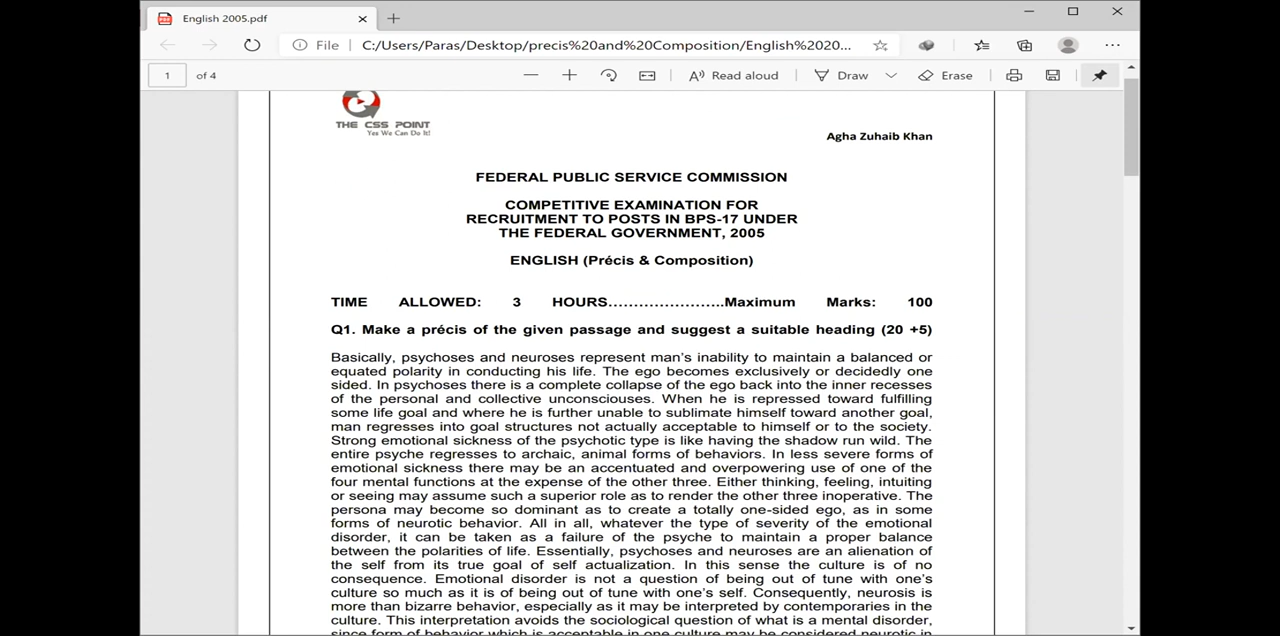 English 2005.pdf
File C:/Users/Paras/Desktop/precis%20and%20Composition/English%2020...
1 of 4 Read aloud Draw Erase
THE CSS POINT
Yes We Can Do It!
Agha Zuhaib Khan
FEDERAL PUBLIC SERVICE COMMISSION
COMPETITIVE EXAMINATION FOR
RECRUITMENT TO POSTS IN BPS-17 UNDER
THE FEDERAL GOVERNMENT, 2005
ENGLISH (Précis & Composition)
TIME ALLOWED: 3 HOURS…………………..Maximum Marks: 100
Q1. Make a précis of the given passage and suggest a suitable heading (20 +5)
Basically, psychoses and neuroses represent man's inability to maintain a balanced or
equated polarity in conducting his life. The ego becomes exclusively or decidedly one
sided. In psychoses there is a complete collapse of the ego back into the inner recesses
of the personal and collective unconsciouses. When he is repressed toward fulfilling
some life goal and where he is further unable to sublimate himself toward another goal,
man regresses into goal structures not actually acceptable to himself or to the society.
Strong emotional sickness of the psychotic type is like having the shadow run wild. The
entire psyche regresses to archaic, animal forms of behaviors. In less severe forms of
emotional sickness there may be an accentuated and overpowering use of one of the
four mental functions at the expense of the other three. Either thinking, feeling, intuiting
or seeing may assume such a superior role as to render the other three inoperative. The
persona may become so dominant as to create a totally one-sided ego, as in some
forms of neurotic behavior. All in all, whatever the type of severity of the emotional
disorder, it can be taken as a failure of the psyche to maintain a proper balance
between the polarities of life. Essentially, psychoses and neuroses are an alienation of
the self from its true goal of self actualization. In this sense the culture is of no
consequence. Emotional disorder is not a question of being out of tune with one's
culture so much as it is of being out of tune with one's self. Consequently, neurosis is
more than bizarre behavior, especially as it may be interpreted by contemporaries in the
culture. This interpretation avoids the sociological question of what is a mental disorder,
since form of behavior which is acceptable in one culture may be considered neurotic in